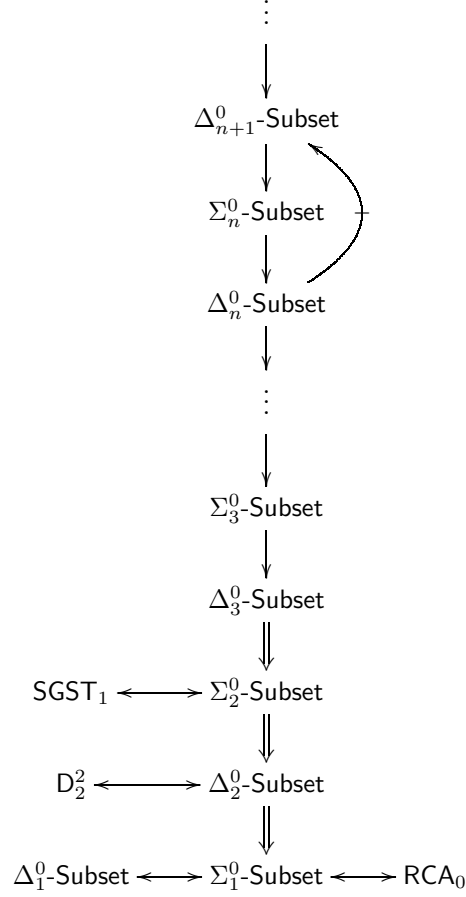 ⋮
Δ⁰ₙ₊₁-Subset
Σ⁰ₙ-Subset
Δ⁰ₙ-Subset
⋮
Σ⁰₃-Subset
Δ⁰₃-Subset
SGST₁ Σ⁰₂-Subset
D²₂ Δ⁰₂-Subset
Δ⁰₁-Subset Σ⁰₁-Subset RCA₀